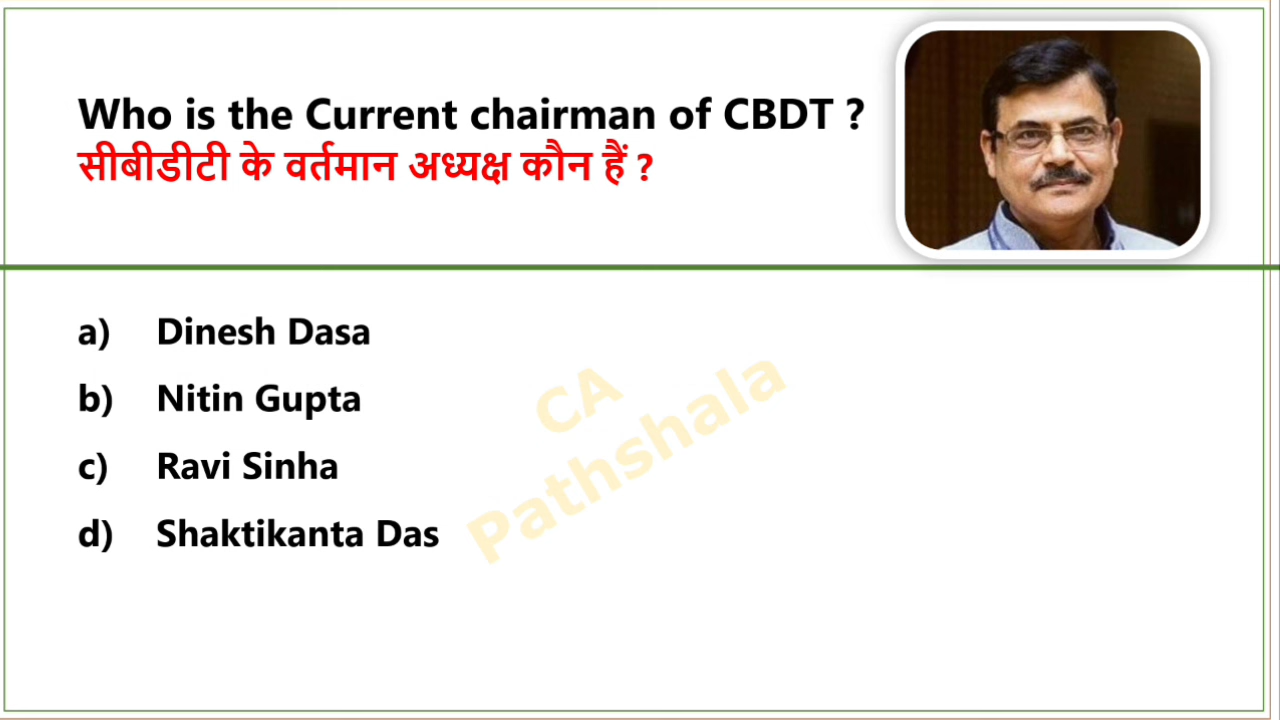 Who is the Current chairman of CBDT ?
सीबीडीटी के वर्तमान अध्यक्ष कौन हैं ?
a) Dinesh Dasa
b) Nitin Gupta
c) Ravi Sinha
d) Shaktikanta Das
CA
Pathshala